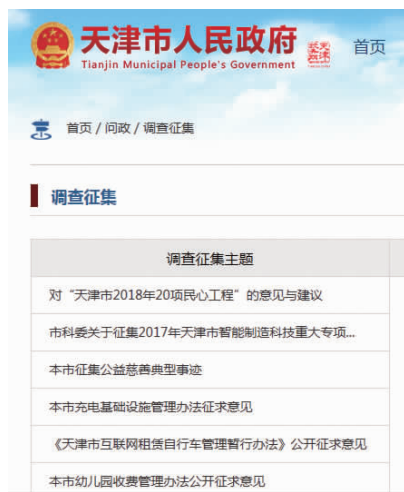 天津市人民政府
Tianjin Municipal People's Government
首页
首页 / 问政 / 调查征集
调查征集
调查征集主题
对“天津市2018年20项民心工程”的意见与建议
市科委关于征集2017年天津市智能制造科技重大专项...
本市征集公益慈善典型事迹
本市充电基础设施管理办法征求意见
《天津市互联网租赁自行车管理暂行办法》公开征求意见
本市幼儿园收费管理办法公开征求意见